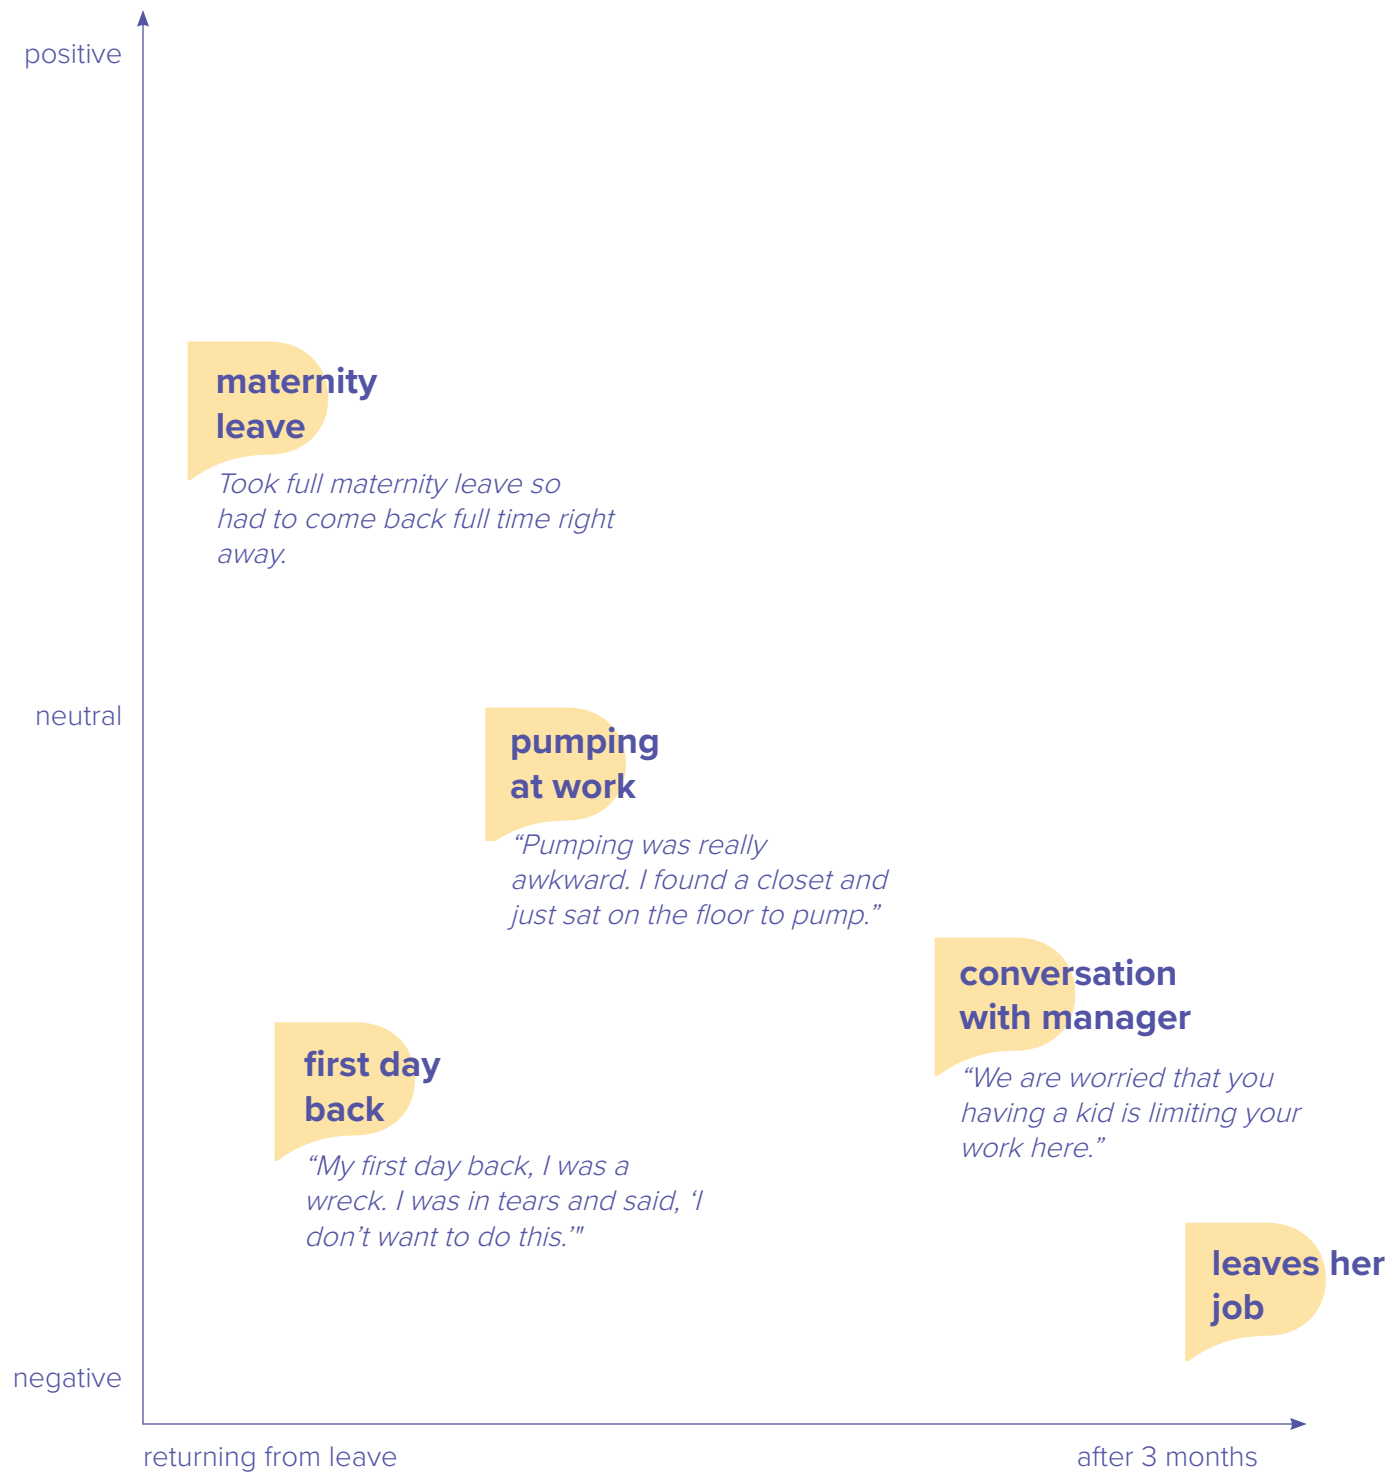 positive
maternity
leave
Took full maternity leave so
had to come back full time right
away.
neutral
pumping
at work
“Pumping was really
awkward. I found a closet and
just sat on the floor to pump.”
conversation
with manager
“We are worried that you
having a kid is limiting your
work here.”
first day
back
“My first day back, I was a
wreck. I was in tears and said, ‘I
don’t want to do this.’"
leaves her
job
negative
returning from leave
after 3 months